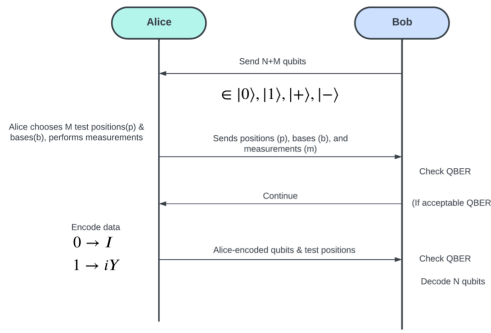 Alice
Bob
Send N+M qubits
∈ |0⟩, |1⟩, |+⟩, |−⟩
Alice chooses M test positions(p) &
bases(b), performs measurements
Sends positions (p), bases (b), and
measurements (m)
Check QBER
Continue
(If acceptable QBER
Encode data
0 → I
1 → iY
Alice-encoded qubits & test positions
Check QBER
Decode N qubits